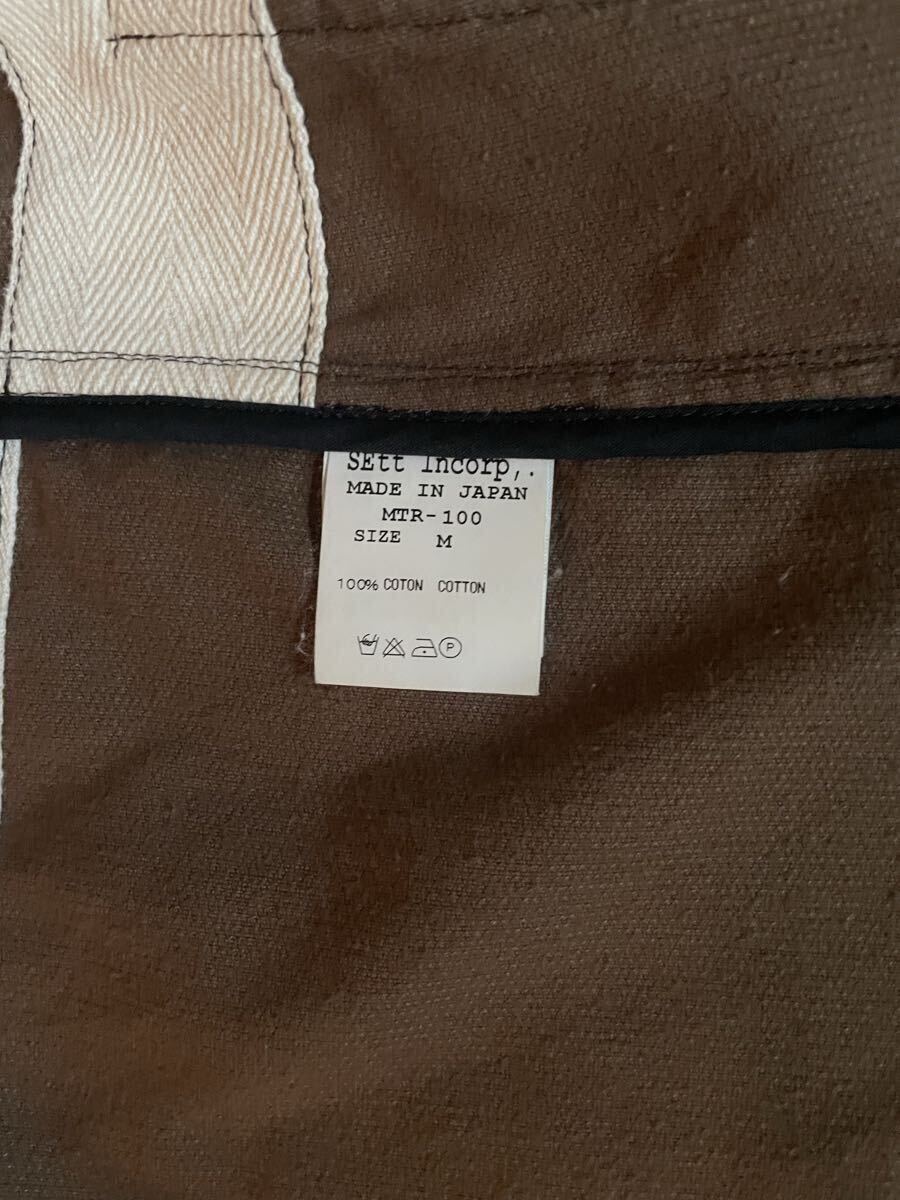 SEtt Incorp,.
MADE IN JAPAN
MTR-100
SIZE M
100% COTON COTTON
P